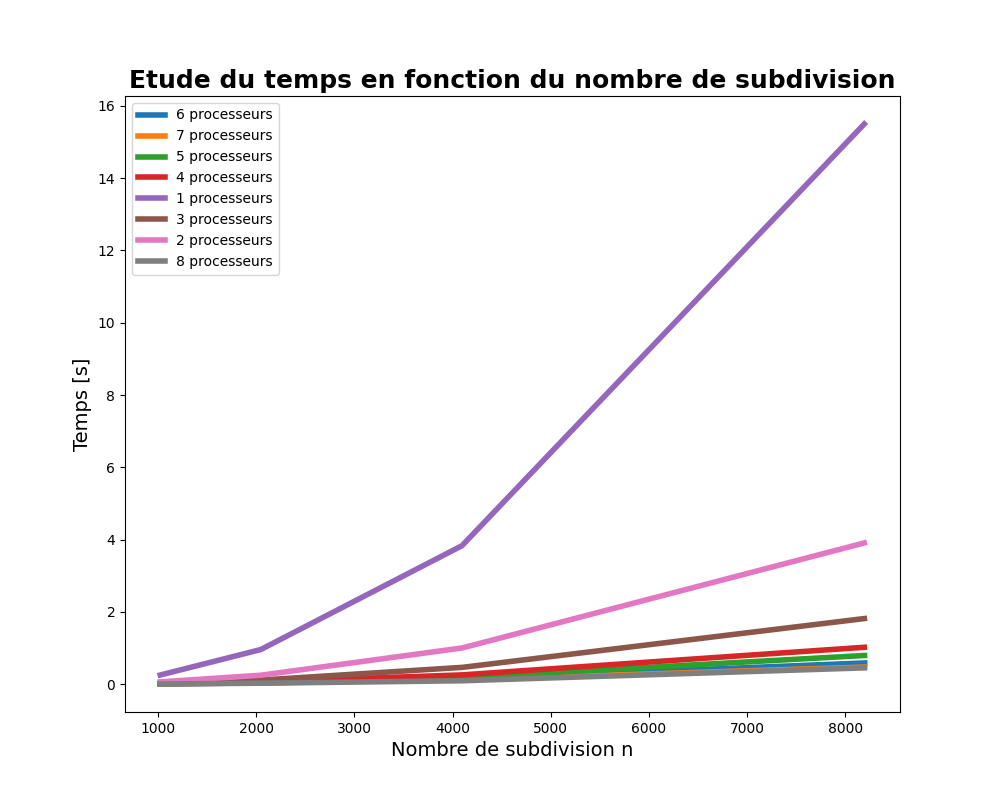 Etude du temps en fonction du nombre de subdivision
16
14
12
10
8
6
4
2
0
Temps [s]
6 processeurs
7 processeurs
5 processeurs
4 processeurs
1 processeurs
3 processeurs
2 processeurs
8 processeurs
1000 2000 3000 4000 5000 6000 7000 8000
Nombre de subdivision n